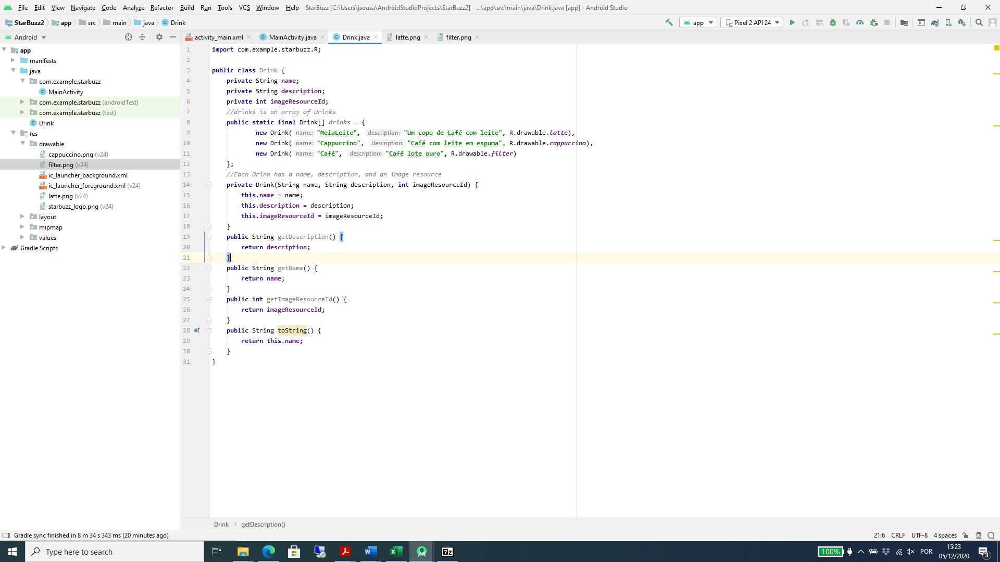 File Edit View Navigate Code Analyze Refactor Build Run Tools VCS Window Help StarBuzz [C:\Users\jsousa\AndroidStudioProjects\StarBuzz2] - ...\app\src\main\java\Drink.java [app] - Android Studio
StarBuzz2 app src main java Drink app Pixel 2 API 24
Android activity_main.xml MainActivity.java Drink.java latte.png filter.png
app
manifests
java
com.example.starbuzz
MainActivity
com.example.starbuzz (androidTest)
com.example.starbuzz (test)
Drink
res
drawable
cappuccino.png (v24)
filter.png (v24)
ic_launcher_background.xml
ic_launcher_foreground.xml (v24)
latte.png (v24)
starbuzz_logo.png (v24)
layout
mipmap
values
Gradle Scripts
1 import com.example.starbuzz.R;
2
3 public class Drink {
4 private String name;
5 private String description;
6 private int imageResourceId;
7 //drinks is an array of Drinks
8 public static final Drink[] drinks = {
9 new Drink( name: "MeiaLeite", description: "Um copo de Café com leite", R.drawable.latte),
10 new Drink( name: "Cappuccino", description: "Café com leite em espuma", R.drawable.cappuccino),
11 new Drink( name: "Café", description: "Café lote ouro", R.drawable.filter)
12 };
13 //Each Drink has a name, description, and an image resource
14 private Drink(String name, String description, int imageResourceId) {
15 this.name = name;
16 this.description = description;
17 this.imageResourceId = imageResourceId;
18 }
19 public String getDescription() {
20 return description;
21 }
22 public String getName() {
23 return name;
24 }
25 public int getImageResourceId() {
26 return imageResourceId;
27 }
28 public String toString() {
29 return this.name;
30 }
31 }
Drink getDescription()
Gradle sync finished in 8 m 34 s 343 ms (20 minutes ago) 21:6 CRLF UTF-8 4 spaces
Type here to search 7z 100% POR 15:23
05/12/2020 3